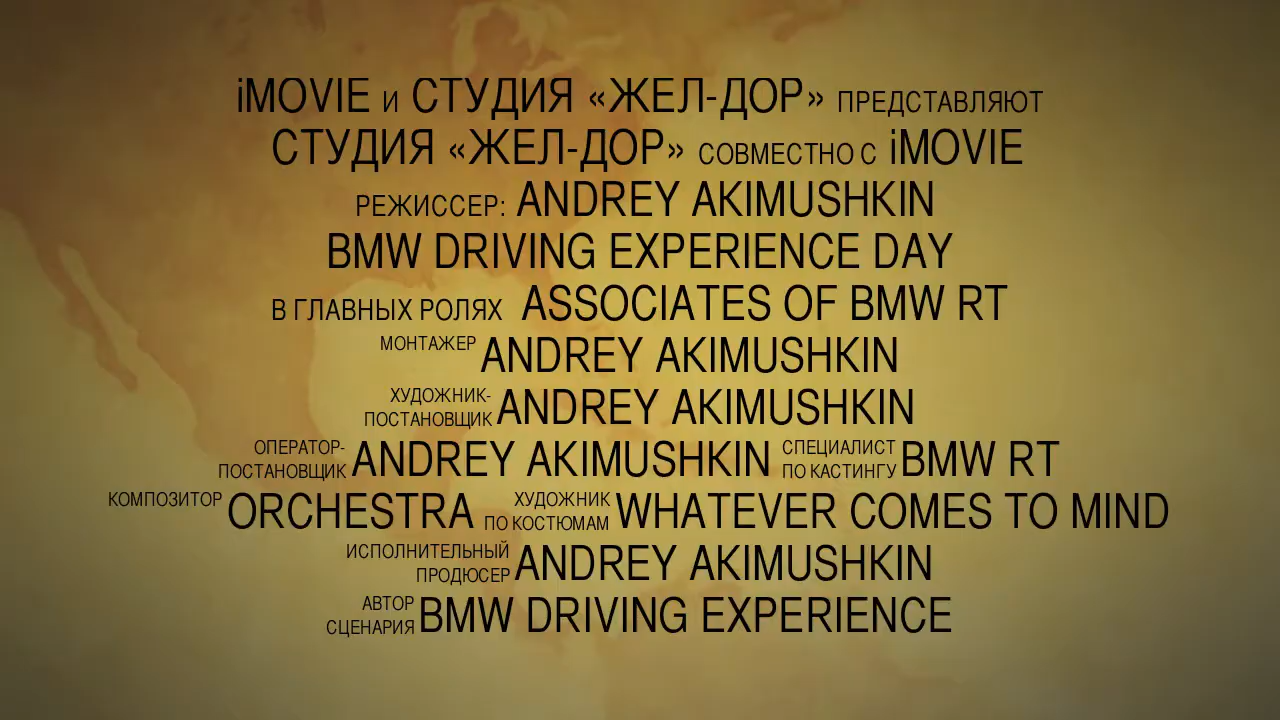 iMOVIE И СТУДИЯ «ЖЕЛ-ДОР» ПРЕДСТАВЛЯЮТ
СТУДИЯ «ЖЕЛ-ДОР» СОВМЕСТНО С iMOVIE
РЕЖИССЕР: ANDREY AKIMUSHKIN
BMW DRIVING EXPERIENCE DAY
В ГЛАВНЫХ РОЛЯХ ASSOCIATES OF BMW RT
МОНТАЖЕР ANDREY AKIMUSHKIN
ХУДОЖНИК-ПОСТАНОВЩИК ANDREY AKIMUSHKIN
ОПЕРАТОР-ПОСТАНОВЩИК ANDREY AKIMUSHKIN СПЕЦИАЛИСТ ПО КАСТИНГУ BMW RT
КОМПОЗИТОР ORCHESTRA ХУДОЖНИК ПО КОСТЮМАМ WHATEVER COMES TO MIND
ИСПОЛНИТЕЛЬНЫЙ ПРОДЮСЕР ANDREY AKIMUSHKIN
АВТОР СЦЕНАРИЯ BMW DRIVING EXPERIENCE